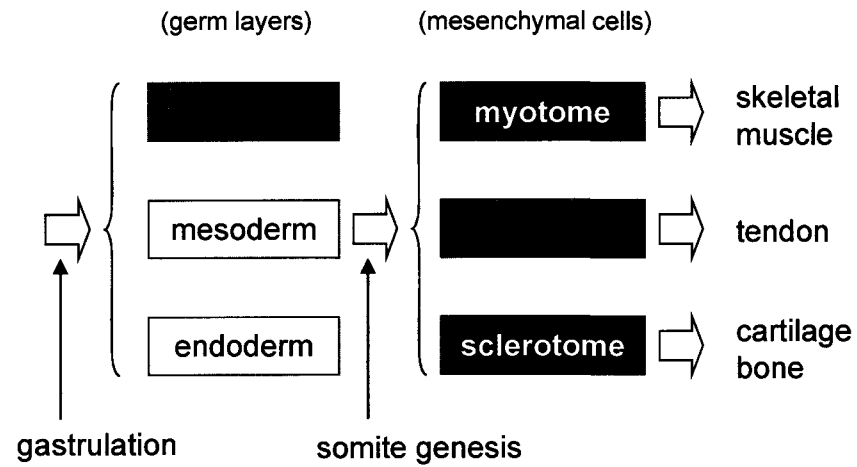 (germ layers)
(mesenchymal cells)
myotome
skeletal
muscle
mesoderm
tendon
endoderm
sclerotome
cartilage
bone
gastrulation
somite genesis